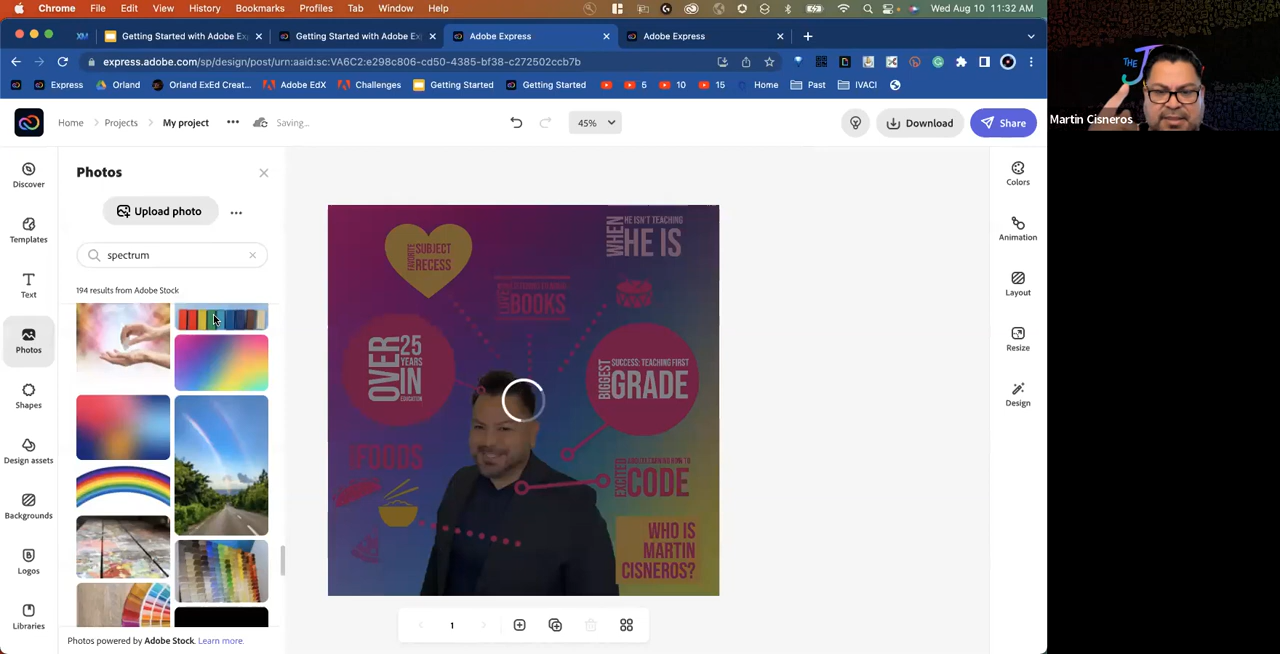 Chrome File Edit View History Bookmarks Profiles Tab Window Help Wed Aug 10 11:32 AM
Getting Started with Adobe Ex Getting Started with Adobe Ex Adobe Express Adobe Express
express.adobe.com/sp/design/post/urn:aaid:sc:VA6C2:e298c806-cd50-4385-bf38-c272502ccb7b
Express Orland Orland ExEd Creat... Adobe EdX Challenges Getting Started Getting Started 5 10 15 Home Past IVACI
Home Projects My project Saving... 45% Download Share
Discover
Templates
Text
Photos
Shapes
Design assets
Backgrounds
Logos
Libraries
Photos
Upload photo
spectrum
194 results from Adobe Stock
Photos powered by Adobe Stock. Learn more.
FAVORITE SUBJECT
RECESS
WHEN HE ISN'T TEACHING
HE IS
BOOKS
OVER 25
YEARS
IN
EDUCATION
BIGGEST SUCCESS: TEACHING FIRST
GRADE
FOODS
EXCITED
CODE
WHO IS
MARTIN
CISNEROS?
1
Colors
Animation
Layout
Resize
Design
THE
Martin Cisneros